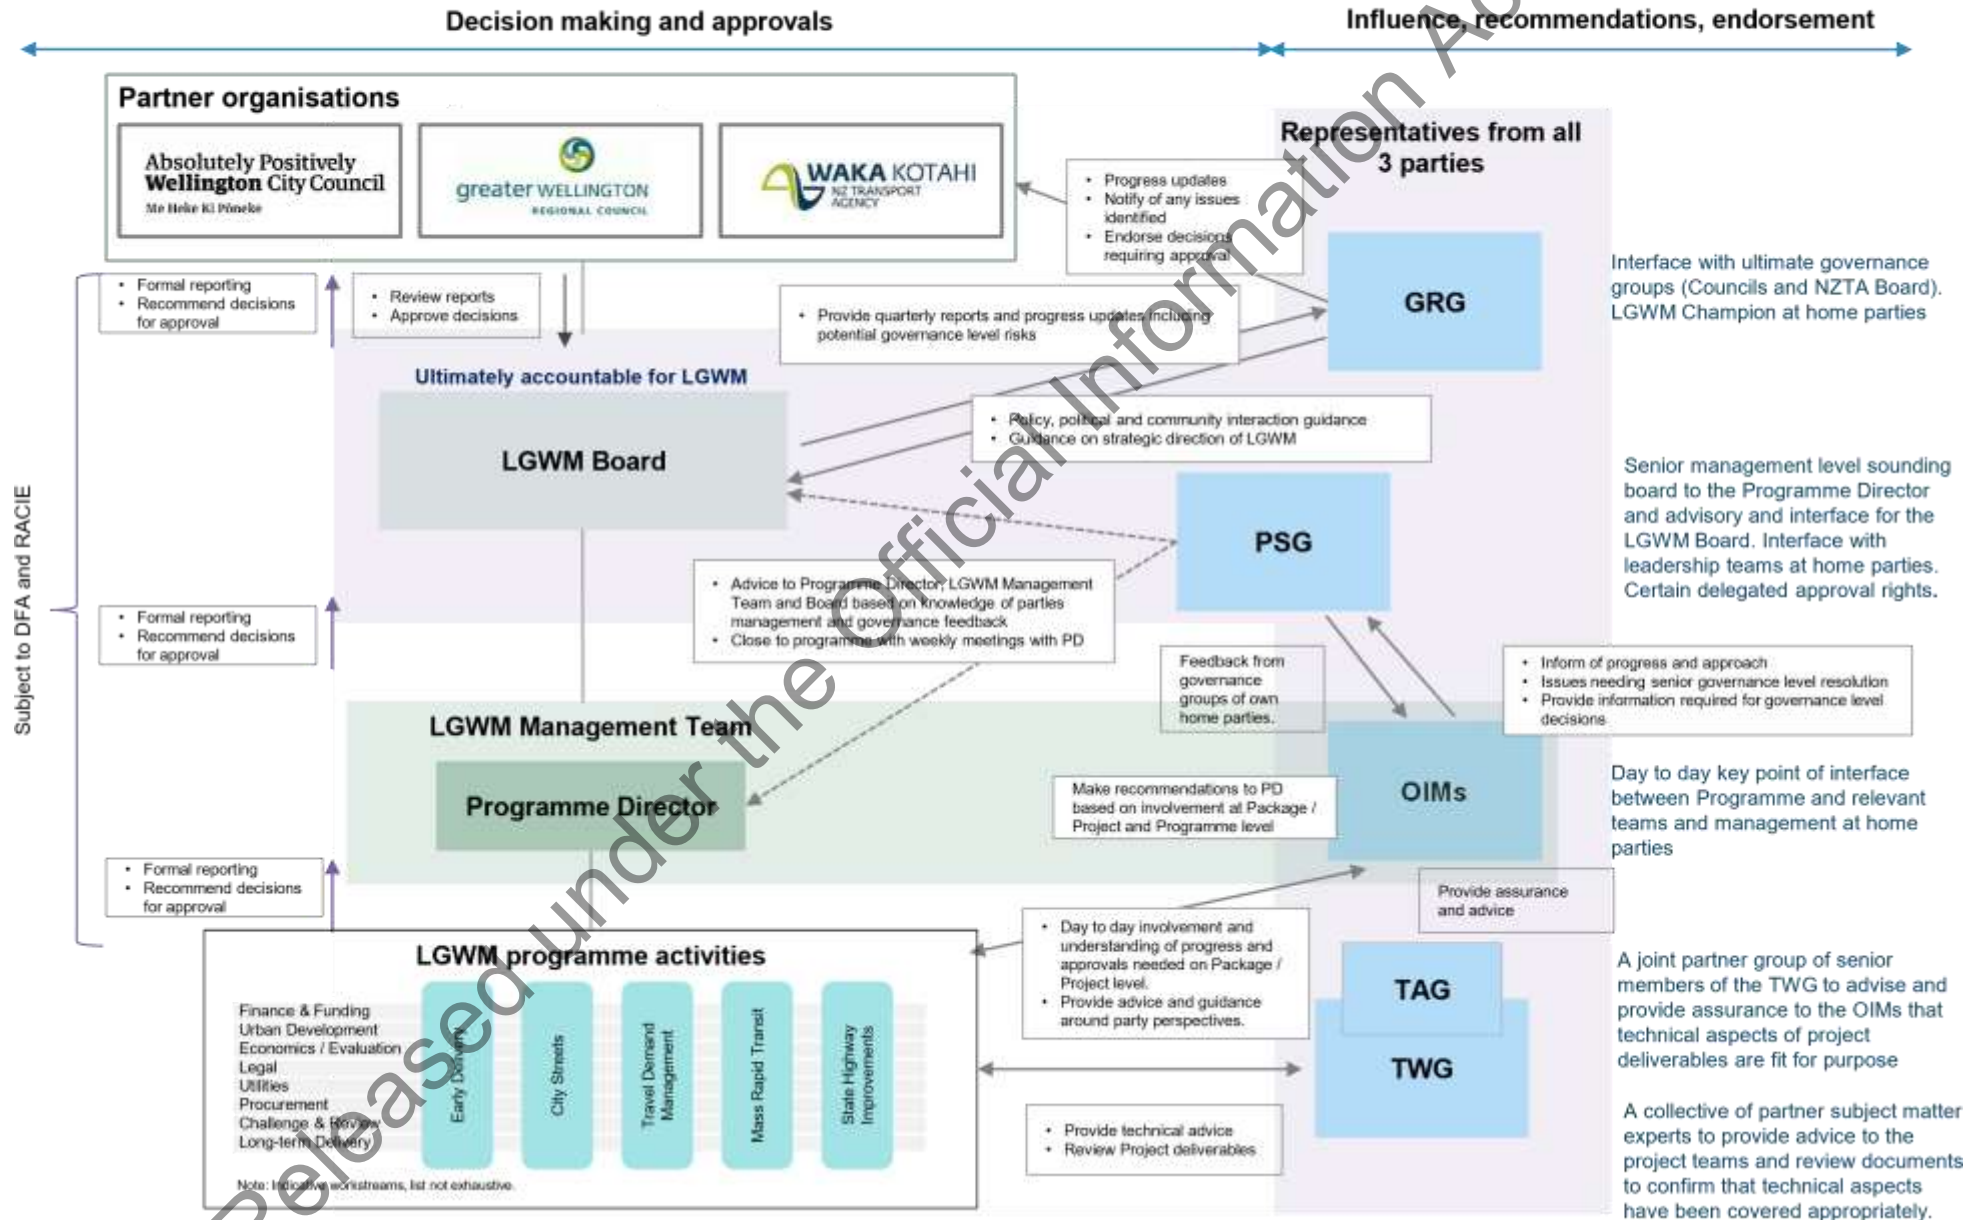 Decision making and approvals
Influence, recommendations, endorsement
Partner organisations
Absolutely Positively
Wellington City Council
Me Heke Ki Pōneke
greater WELLINGTON
REGIONAL COUNCIL
WAKA KOTAHI
NZ TRANSPORT
AGENCY
Representatives from all
3 parties
• Progress updates
• Notify of any issues
identified
• Endorse decisions
requiring approval
GRG
Interface with ultimate governance
groups (Councils and NZTA Board).
LGWM Champion at home parties
• Formal reporting
• Recommend decisions
for approval
• Review reports
• Approve decisions
• Provide quarterly reports and progress updates including
potential governance level risks
Ultimately accountable for LGWM
LGWM Board
• Policy, political and community interaction guidance
• Guidance on strategic direction of LGWM
PSG
Senior management level sounding
board to the Programme Director
and advisory and interface for the
LGWM Board. Interface with
leadership teams at home parties.
Certain delegated approval rights.
Subject to DFA and RACIE
• Formal reporting
• Recommend decisions
for approval
• Advice to Programme Director, LGWM Management
Team and Board based on knowledge of parties
management and governance feedback
• Close to programme with weekly meetings with PD
Feedback from
governance
groups of own
home parties.
• Inform of progress and approach
• Issues needing senior governance level resolution
• Provide information required for governance level
decisions
LGWM Management Team
Programme Director
Make recommendations to PD
based on involvement at Package /
Project and Programme level
OIMs
Day to day key point of interface
between Programme and relevant
teams and management at home
parties
• Formal reporting
• Recommend decisions
for approval
Provide assurance
and advice
LGWM programme activities
Finance & Funding
Urban Development
Economics / Evaluation
Legal
Utilities
Procurement
Challenge & Review
Long-term Delivery
Early Delivery
City Streets
Travel Demand
Management
Mass Rapid Transit
State Highway
Improvements
Note: Indicative workstreams, list not exhaustive.
• Day to day involvement and
understanding of progress and
approvals needed on Package /
Project level.
• Provide advice and guidance
around party perspectives.
TAG
TWG
A joint partner group of senior
members of the TWG to advise and
provide assurance to the OIMs that
technical aspects of project
deliverables are fit for purpose
• Provide technical advice
• Review Project deliverables
A collective of partner subject matter
experts to provide advice to the
project teams and review documents
to confirm that technical aspects
have been covered appropriately.
Released under the Official Information Ac